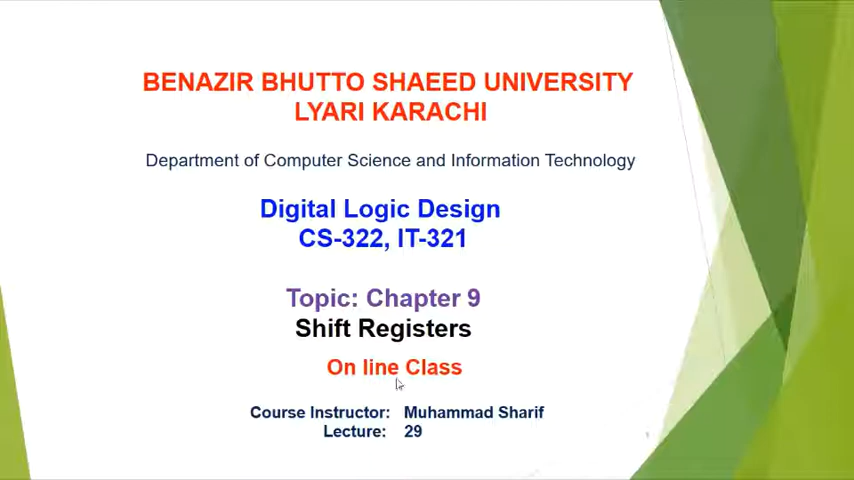 BENAZIR BHUTTO SHAEED UNIVERSITY
LYARI KARACHI
Department of Computer Science and Information Technology
Digital Logic Design
CS-322, IT-321
Topic: Chapter 9
Shift Registers
On line Class
Course Instructor: Muhammad Sharif
Lecture: 29